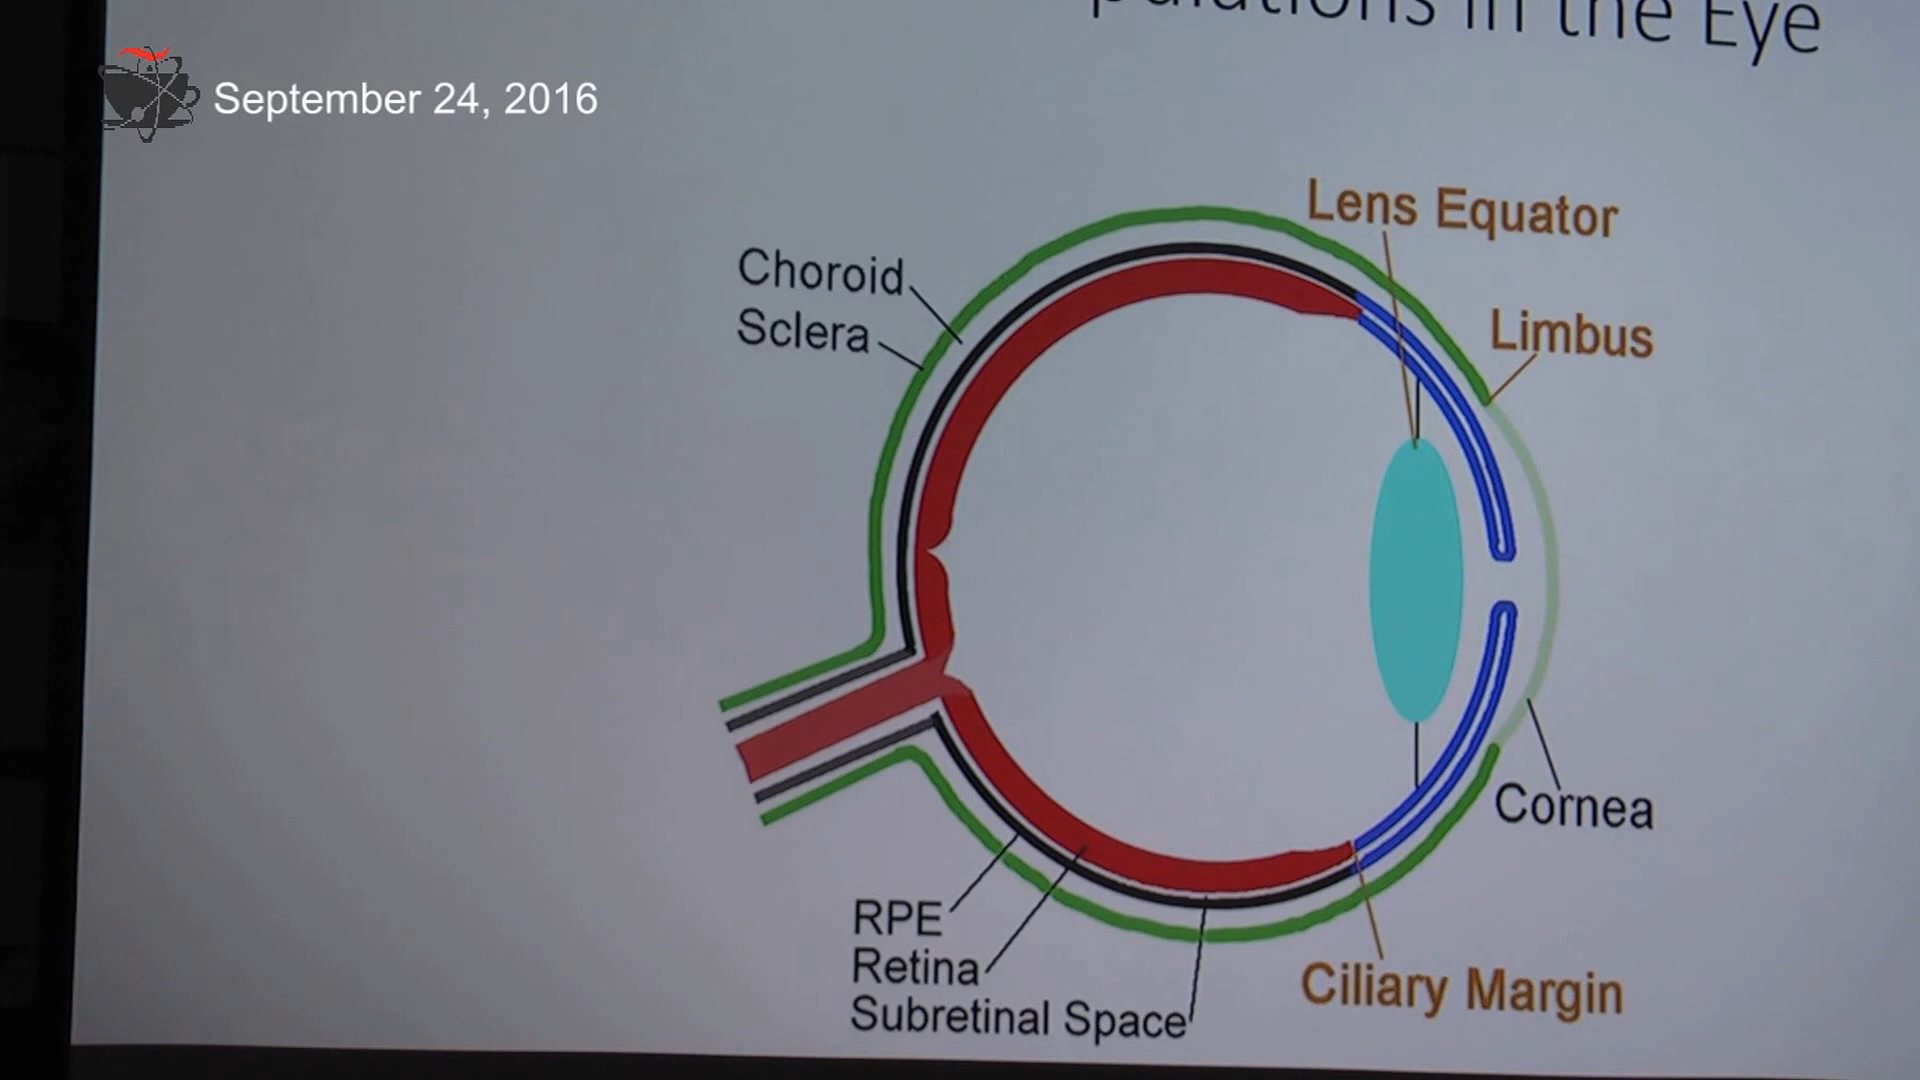 in the Eye
September 24, 2016
Lens Equator
Choroid
Sclera
Limbus
Cornea
RPE
Retina
Subretinal Space
Ciliary Margin